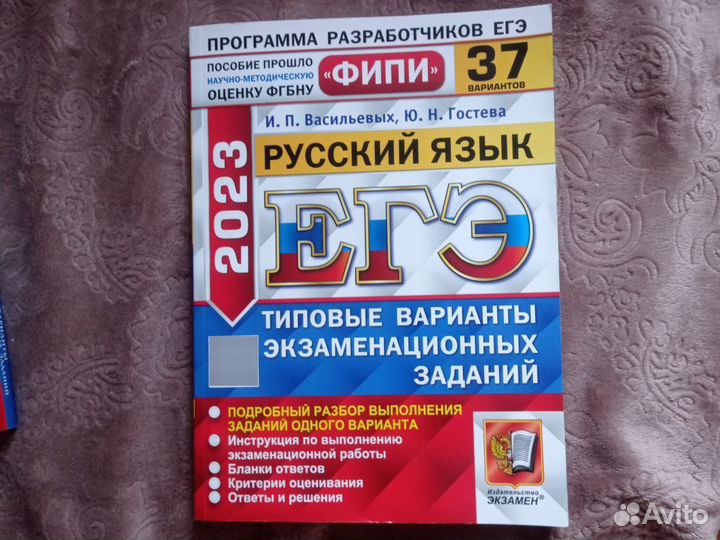 ПРОГРАММА РАЗРАБОТЧИКОВ ЕГЭ
ПОСОБИЕ ПРОШЛО
НАУЧНО-МЕТОДИЧЕСКУЮ
ОЦЕНКУ ФГБНУ
«ФИПИ»
37
ВАРИАНТОВ
И. П. Васильевых, Ю. Н. Гостева
2023
РУССКИЙ ЯЗЫК
ЕГЭ
ТИПОВЫЕ ВАРИАНТЫ
ЭКЗАМЕНАЦИОННЫХ
ЗАДАНИЙ
ПОДРОБНЫЙ РАЗБОР ВЫПОЛНЕНИЯ
ЗАДАНИЙ ОДНОГО ВАРИАНТА
Инструкция по выполнению
экзаменационной работы
Бланки ответов
Критерии оценивания
Ответы и решения
Издательство
ЭКЗАМЕН®
Avito